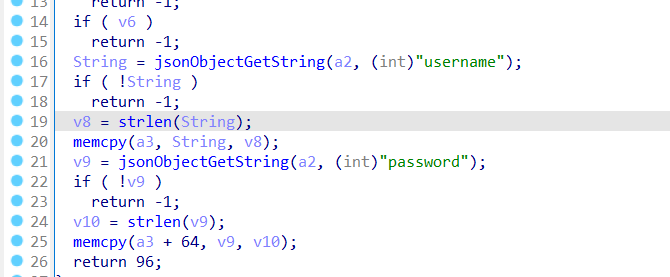 13 return -1;
14 if ( v6 )
15 return -1;
16 String = jsonObjectGetString(a2, (int)"username");
17 if ( !String )
18 return -1;
19 v8 = strlen(String);
20 memcpy(a3, String, v8);
21 v9 = jsonObjectGetString(a2, (int)"password");
22 if ( !v9 )
23 return -1;
24 v10 = strlen(v9);
25 memcpy(a3 + 64, v9, v10);
26 return 96;